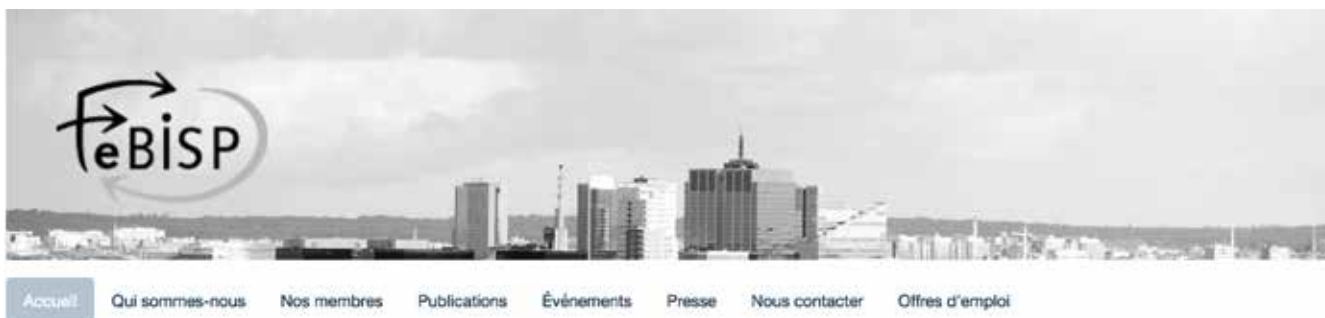 FeBISP
Accueil Qui sommes-nous Nos membres Publications Événements Presse Nous contacter Offres d'emploi